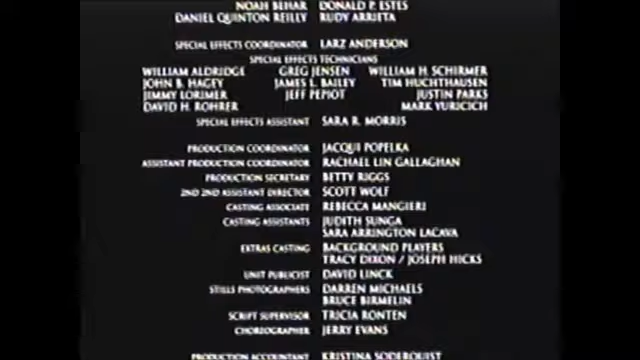 NOAH BEHAR DONALD P. ESTES
DANIEL QUINTON REILLY RUDY ARRIETA
SPECIAL EFFECTS COORDINATOR LARZ ANDERSON
SPECIAL EFFECTS TECHNICIANS
WILLIAM ALDRIDGE GREG JENSEN WILLIAM H. SCHIRMER
JOHN B. HAGEY JAMES L. BAILEY TIM HUCHTHAUSEN
JIMMY LORIMER JEFF PEPIOT JUSTIN PARKS
DAVID H. ROHRER MARK YURICICH
SPECIAL EFFECTS ASSISTANT SARA R. MORRIS
PRODUCTION COORDINATOR JACQUI POPELKA
ASSISTANT PRODUCTION COORDINATOR RACHAEL LIN GALLAGHAN
PRODUCTION SECRETARY BETTY RIGGS
2ND 2ND ASSISTANT DIRECTOR SCOTT WOLF
CASTING ASSOCIATE REBECCA MANGIERI
CASTING ASSISTANTS JUDITH SUNGA
SARA ARRINGTON LACAVA
EXTRAS CASTING BACKGROUND PLAYERS
TRACY DIXON / JOSEPH HICKS
UNIT PUBLICIST DAVID LINCK
STILLS PHOTOGRAPHERS DARREN MICHAELS
BRUCE BIRMELIN
SCRIPT SUPERVISOR TRICIA RONTEN
CHOREOGRAPHER JERRY EVANS
PRODUCTION ACCOUNTANT KRISTINA SODERQUIST